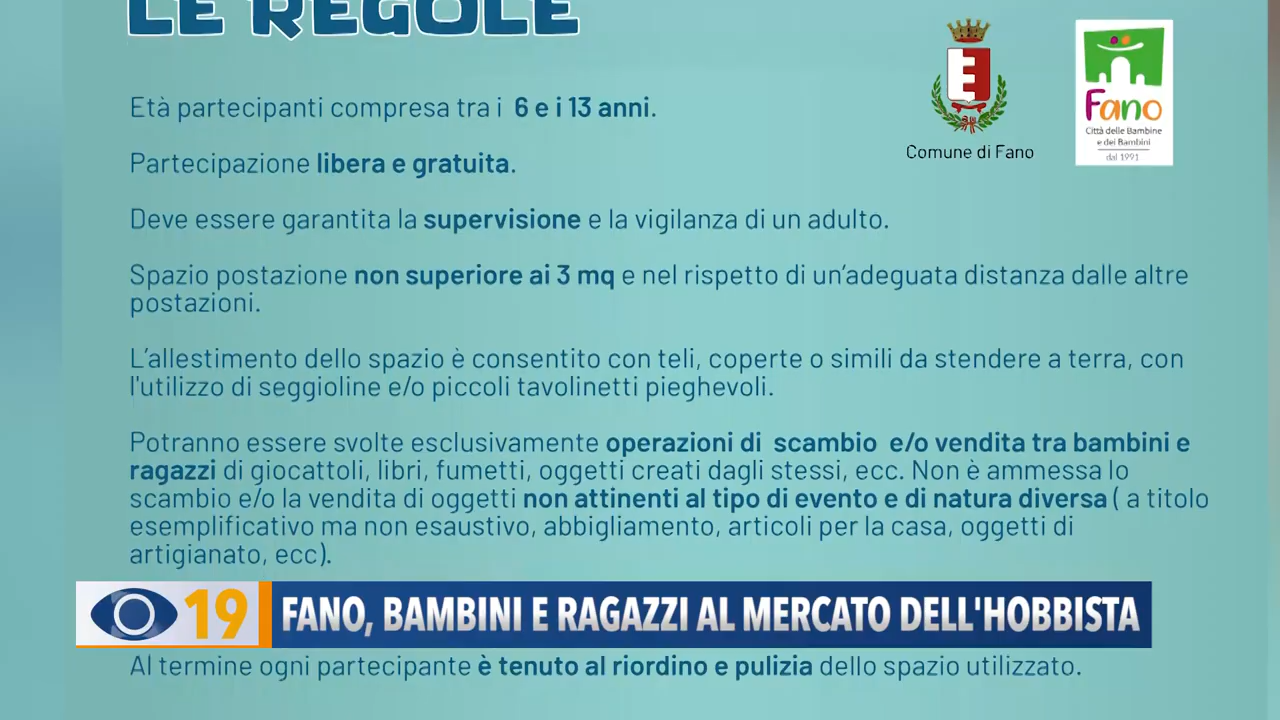 LE REGOLE
Età partecipanti compresa tra i 6 e i 13 anni.
Comune di Fano
Fano
Città delle Bambine
e dei Bambini
dal 1991
Partecipazione libera e gratuita.
Deve essere garantita la supervisione e la vigilanza di un adulto.
Spazio postazione non superiore ai 3 mq e nel rispetto di un'adeguata distanza dalle altre
postazioni.
L'allestimento dello spazio è consentito con teli, coperte o simili da stendere a terra, con
l'utilizzo di seggioline e/o piccoli tavolinetti pieghevoli.
Potranno essere svolte esclusivamente operazioni di scambio e/o vendita tra bambini e
ragazzi di giocattoli, libri, fumetti, oggetti creati dagli stessi, ecc. Non è ammessa lo
scambio e/o la vendita di oggetti non attinenti al tipo di evento e di natura diversa ( a titolo
esemplificativo ma non esaustivo, abbigliamento, articoli per la casa, oggetti di
artigianato, ecc).
19 FANO, BAMBINI E RAGAZZI AL MERCATO DELL'HOBBISTA
Al termine ogni partecipante è tenuto al riordino e pulizia dello spazio utilizzato.